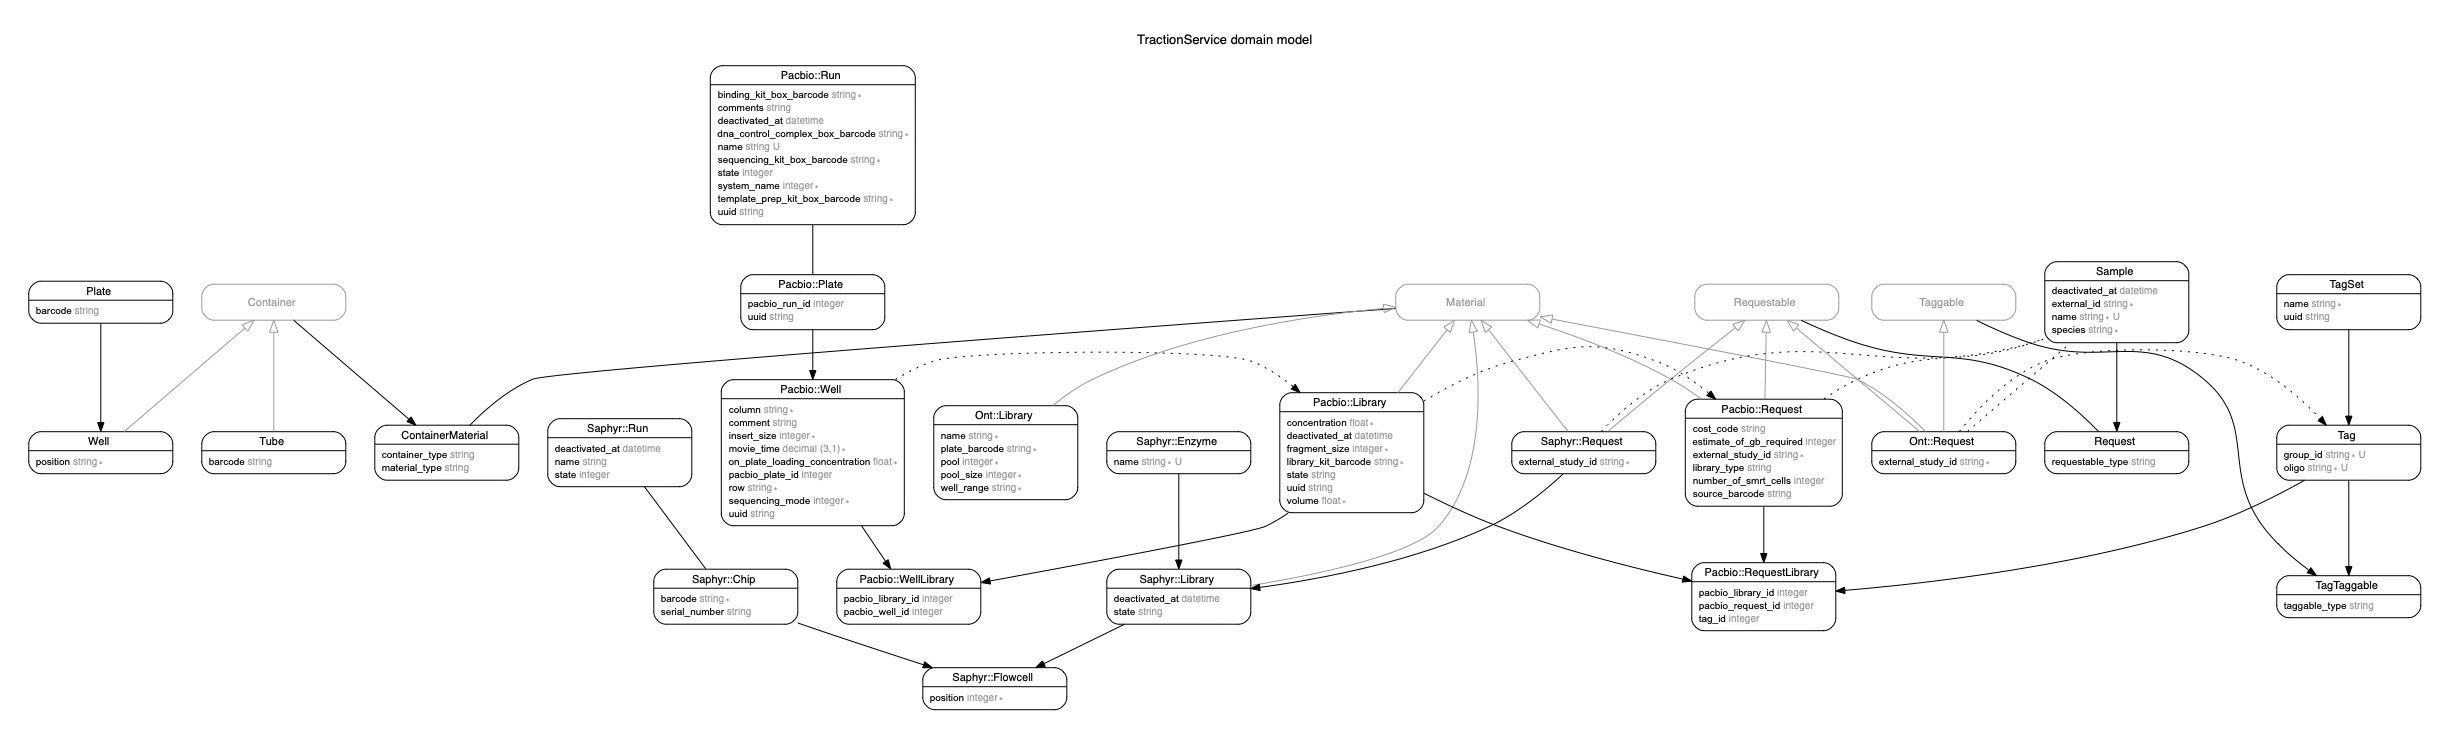 TractionService domain model
Pacbio::Run
binding_kit_box_barcode string *
comments string
deactivated_at datetime
dna_control_complex_box_barcode string *
name string U
sequencing_kit_box_barcode string *
state integer
system_name integer *
template_prep_kit_box_barcode string *
uuid string
Plate
barcode string
Container
Pacbio::Plate
pacbio_run_id integer
uuid string
Material
Requestable
Taggable
Sample
deactivated_at datetime
external_id string *
name string * U
species string *
TagSet
name string *
uuid string
Well
position string *
Tube
barcode string
ContainerMaterial
container_type string
material_type string
Saphyr::Run
deactivated_at datetime
name string
state integer
Pacbio::Well
column string *
comment string
insert_size integer *
movie_time decimal (3,1) *
on_plate_loading_concentration float *
pacbio_plate_id integer
row string *
sequencing_mode integer *
uuid string
Ont::Library
name string *
plate_barcode string *
pool integer *
pool_size integer *
well_range string *
Saphyr::Enzyme
name string * U
Pacbio::Library
concentration float *
deactivated_at datetime
fragment_size integer *
library_kit_barcode string *
state string
uuid string
volume float *
Saphyr::Request
external_study_id string *
Pacbio::Request
cost_code string
estimate_of_gb_required integer
external_study_id string *
library_type string
number_of_smrt_cells integer
source_barcode string
Ont::Request
external_study_id string *
Request
requestable_type string
Tag
group_id string * U
oligo string * U
Saphyr::Chip
barcode string *
serial_number string
Pacbio::WellLibrary
pacbio_library_id integer
pacbio_well_id integer
Saphyr::Library
deactivated_at datetime
state string
Pacbio::RequestLibrary
pacbio_library_id integer
pacbio_request_id integer
tag_id integer
TagTaggable
taggable_type string
Saphyr::Flowcell
position integer *